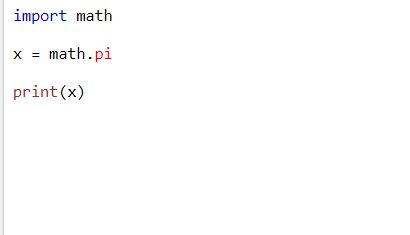 import math
x = math.pi
print(x)